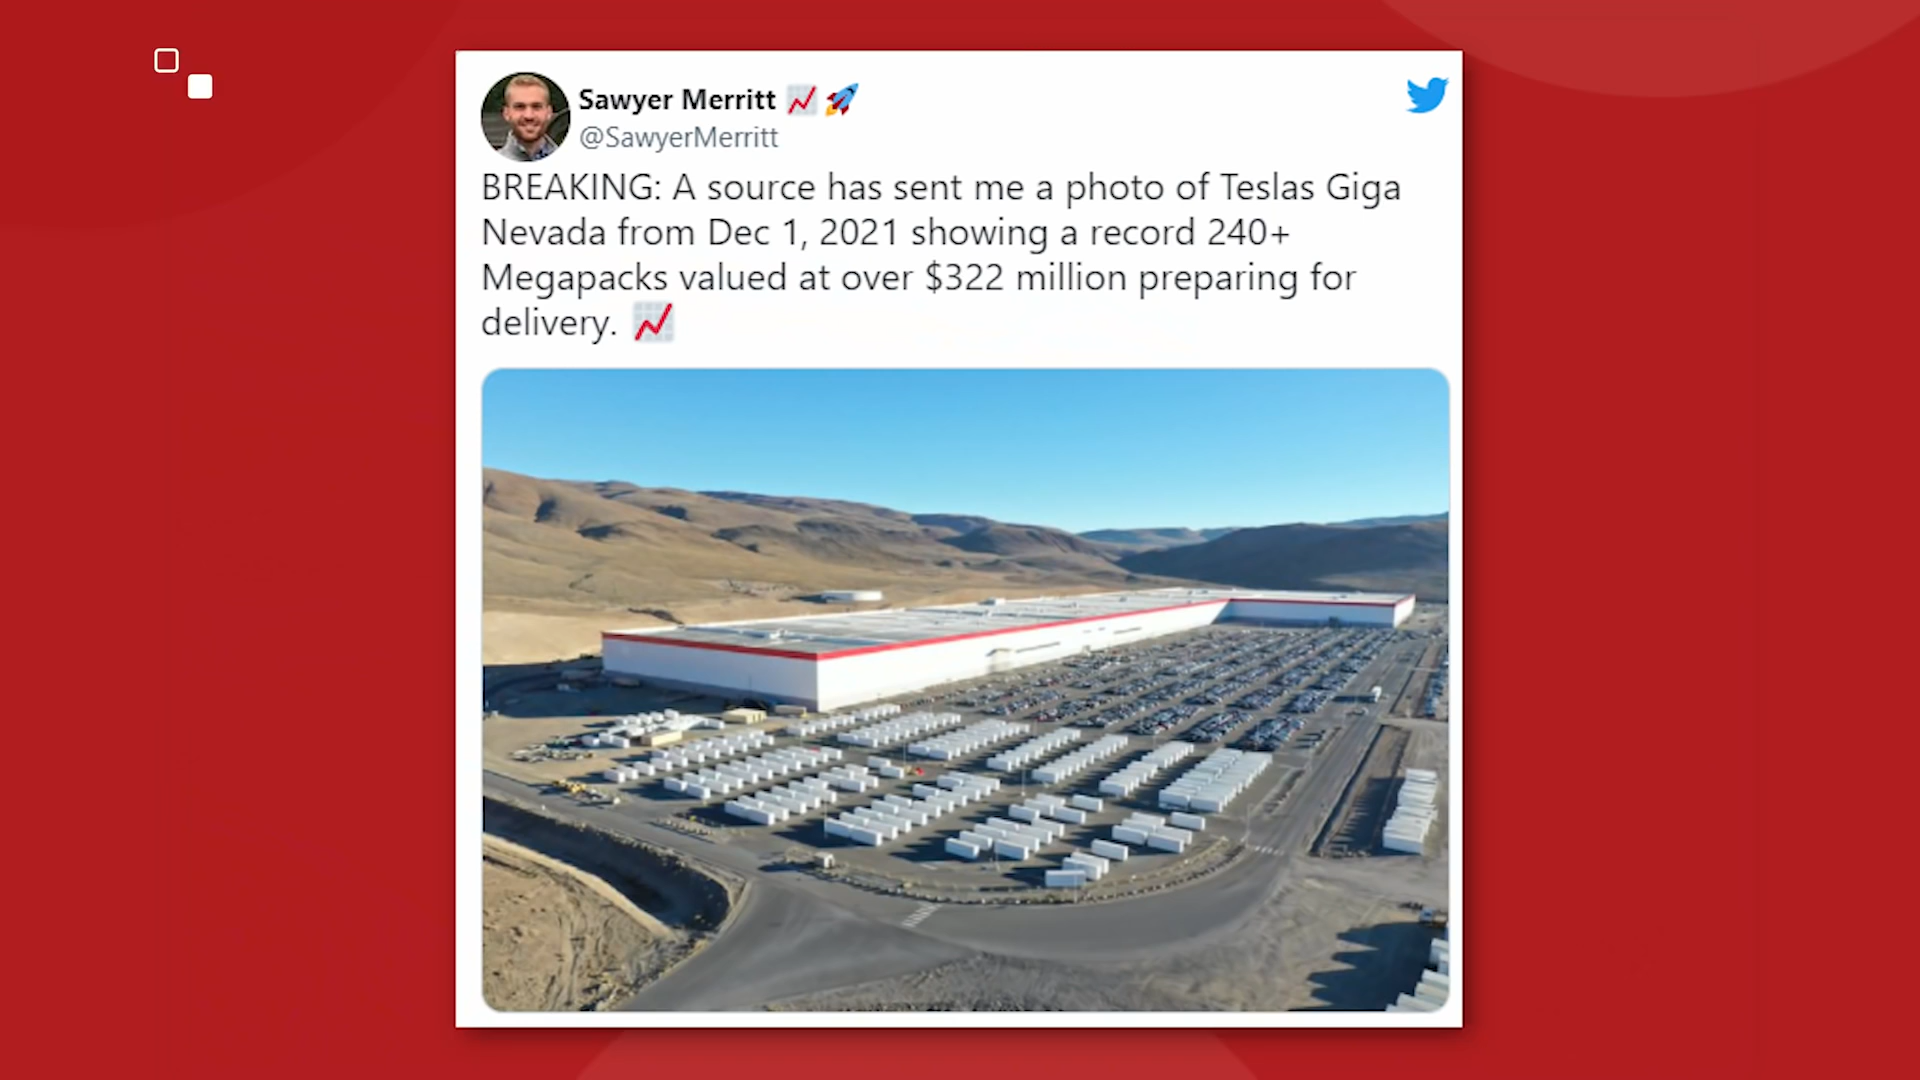 Sawyer Merritt 📈 🚀
@SawyerMerritt
BREAKING: A source has sent me a photo of Teslas Giga
Nevada from Dec 1, 2021 showing a record 240+
Megapacks valued at over $322 million preparing for
delivery. 📈